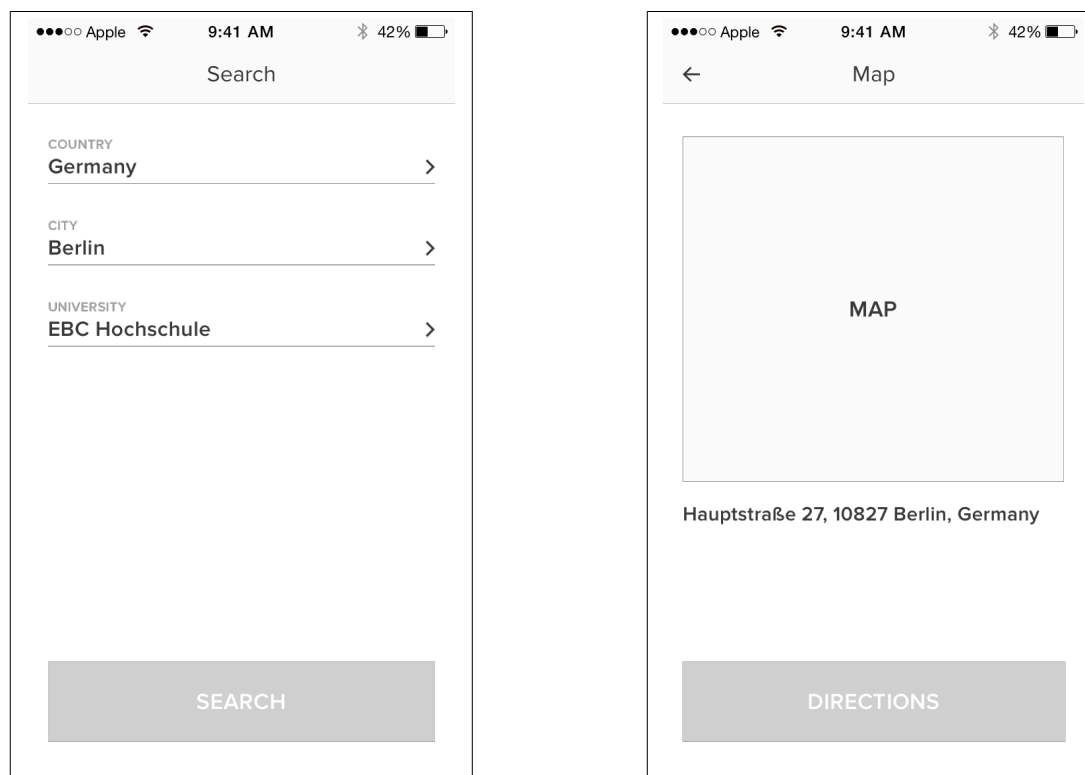 ●●●○○ Apple 9:41 AM 42%
Search
COUNTRY
Germany
CITY
Berlin
UNIVERSITY
EBC Hochschule
SEARCH
●●●○○ Apple 9:41 AM 42%
Map
MAP
Hauptstraße 27, 10827 Berlin, Germany
DIRECTIONS